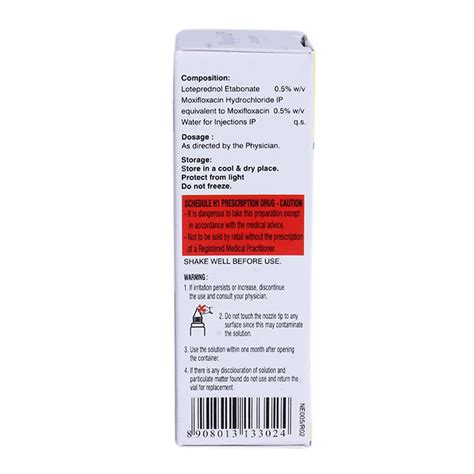 Composition:
Loteprednol Etabonate 0.5% w/v
Moxifloxacin Hydrochloride IP
equivalent to Moxifloxacin 0.5% w/v
Water for Injections IP q.s.
Dosage :
As directed by the Physician.
Storage:
Store in a cool & dry place.
Protect from light
Do not freeze.
SCHEDULE H1 PRESCRIPTION DRUG - CAUTION
- It is dangerous to take this preparation except
in accordance with the medical advice.
- Not to be sold by retail without the prescription
of a Registered Medical Practitioner.
SHAKE WELL BEFORE USE.
WARNING :
1. If irritation persists or increase, discontinue
the use and consult your physician.
2. Do not touch the nozzle tip to any
surface since this may contaminate
the solution.
3. Use the solution within one month after opening
the container.
4. If there is any discolouration of solution and
particulate matter found do not use and return the
vial for replacement.
8 908013 133024
NE005/R02